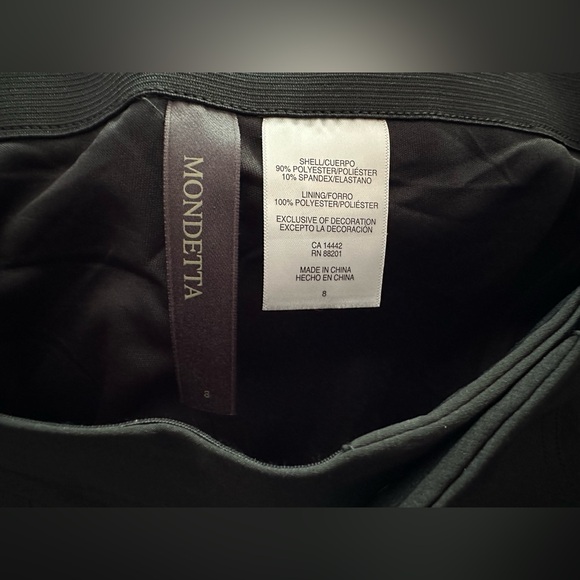 MONDETTA
8
SHELL/CUERPO
90% POLYESTER/POLIÉSTER
10% SPANDEX/ELASTANO
LINING/FORRO
100% POLYESTER/POLIÉSTER
EXCLUSIVE OF DECORATION
EXCEPTO LA DECORACIÓN
CA 14442
RN 88201
MADE IN CHINA
HECHO EN CHINA
8